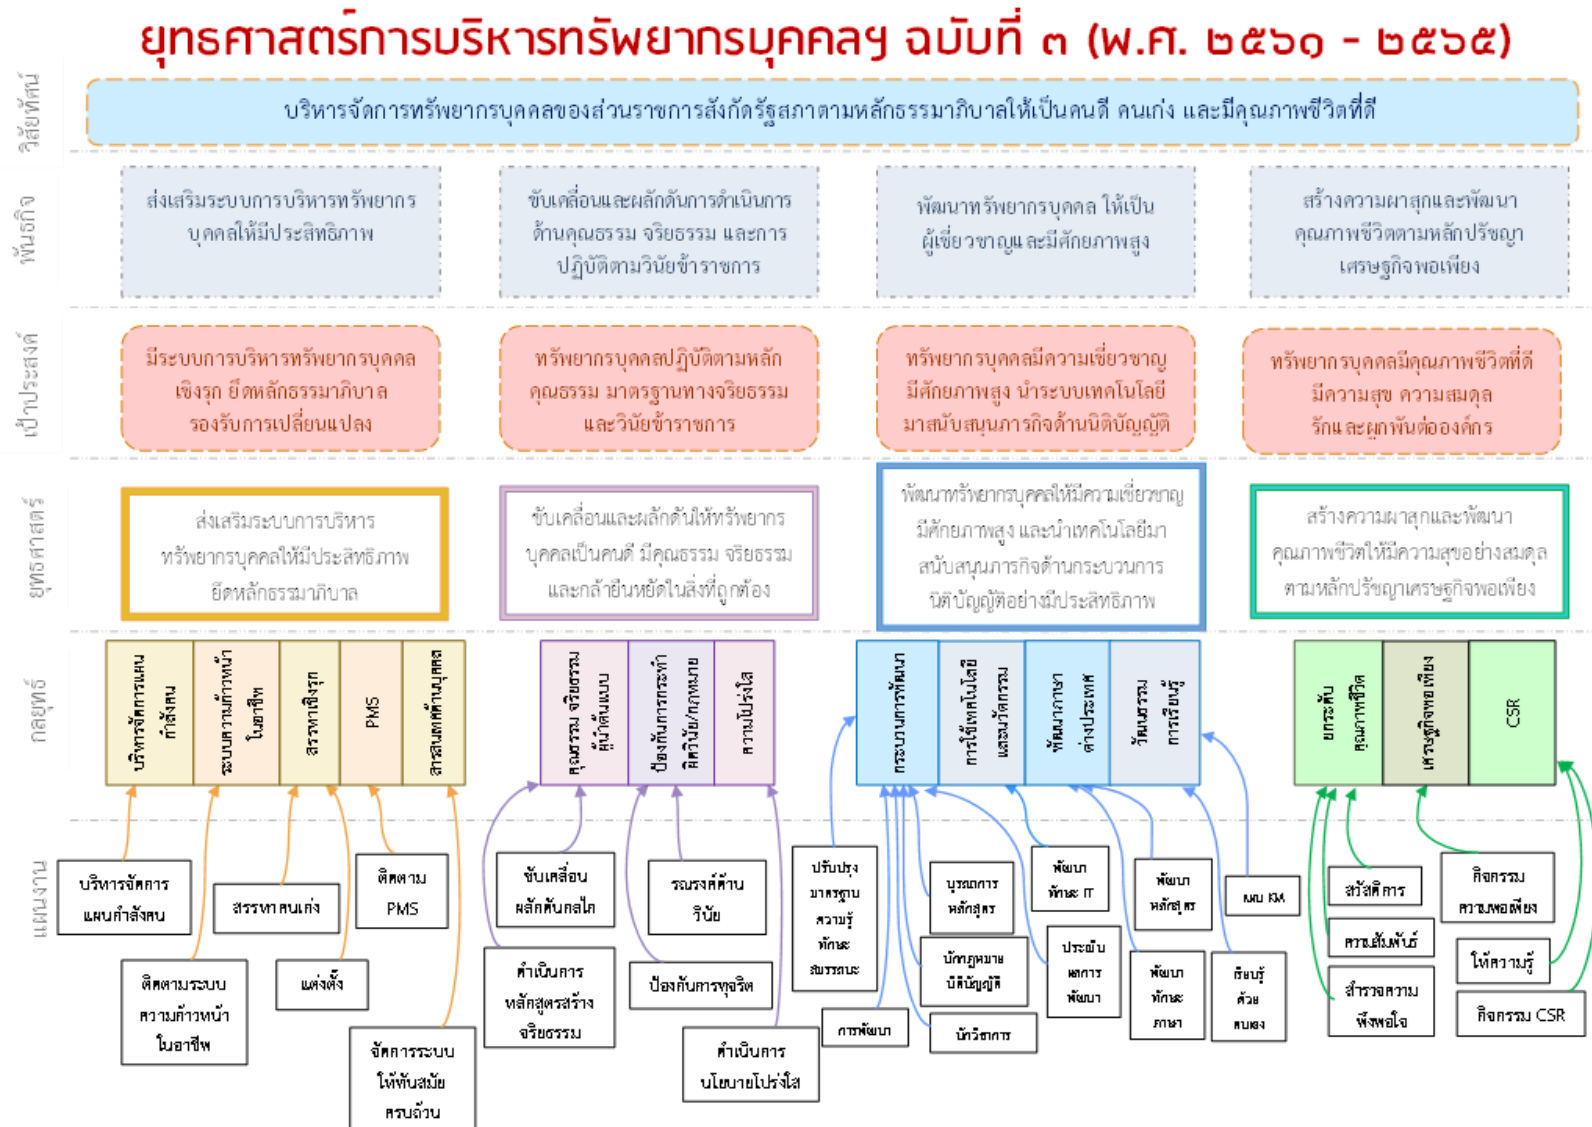 ยุทธศาสตร์การบริหารทรัพยากรบุคคลฯ ฉบับที่ ๓ (พ.ศ. ๒๕๖๑ - ๒๕๖๕)
วิสัยทัศน์
บริหารจัดการทรัพยากรบุคคลของส่วนราชการสังกัดรัฐสภาตามหลักธรรมาภิบาลให้เป็นคนดี คนเก่ง และมีคุณภาพชีวิตที่ดี
พันธกิจ
ส่งเสริมระบบการบริหารทรัพยากร
บุคคลให้มีประสิทธิภาพ
ขับเคลื่อนและผลักดันการดำเนินการ
ด้านคุณธรรม จริยธรรม และการ
ปฏิบัติตามวินัยข้าราชการ
พัฒนาทรัพยากรบุคคล ให้เป็น
ผู้เชี่ยวชาญและมีศักยภาพสูง
สร้างความผาสุกและพัฒนา
คุณภาพชีวิตตามหลักปรัชญา
เศรษฐกิจพอเพียง
เป้าประสงค์
มีระบบการบริหารทรัพยากรบุคคล
เชิงรุก ยึดหลักธรรมาภิบาล
รองรับการเปลี่ยนแปลง
ทรัพยากรบุคคลปฏิบัติตามหลัก
คุณธรรม มาตรฐานทางจริยธรรม
และวินัยข้าราชการ
ทรัพยากรบุคคลมีความเชี่ยวชาญ
มีศักยภาพสูง นำระบบเทคโนโลยี
มาสนับสนุนภารกิจด้านนิติบัญญัติ
ทรัพยากรบุคคลมีคุณภาพชีวิตที่ดี
มีความสุข ความสมดุล
รักและผูกพันต่อองค์กร
ยุทธศาสตร์
ส่งเสริมระบบการบริหาร
ทรัพยากรบุคคลให้มีประสิทธิภาพ
ยึดหลักธรรมาภิบาล
ขับเคลื่อนและผลักดันให้ทรัพยากร
บุคคลเป็นคนดี มีคุณธรรม จริยธรรม
และกล้ายืนหยัดในสิ่งที่ถูกต้อง
พัฒนาทรัพยากรบุคคลให้มีความเชี่ยวชาญ
มีศักยภาพสูง และนำเทคโนโลยีมา
สนับสนุนภารกิจด้านกระบวนการ
นิติบัญญัติอย่างมีประสิทธิภาพ
สร้างความผาสุกและพัฒนา
คุณภาพชีวิตให้มีความสุขอย่างสมดุล
ตามหลักปรัชญาเศรษฐกิจพอเพียง
กลยุทธ์
บริหารจัดการแผน
กำลังคน
ระบบความก้าวหน้า
ในอาชีพ
สรรหาเชิงรุก
PMS
สารสนเทศด้านบุคคล
คุณธรรม จริยธรรม
ผู้นำต้นแบบ
ป้องกันการกระทำ
ผิดวินัย/กฎหมาย
ความโปร่งใส
กระบวนการพัฒนา
การใช้เทคโนโลยี
และนวัตกรรม
พัฒนาภาษา
ต่างประเทศ
วัฒนธรรม
การเรียนรู้
ยกระดับ
คุณภาพชีวิต
เศรษฐกิจพอเพียง
CSR
แผนงาน
บริหารจัดการ
แผนกำลังคน
ติดตามระบบ
ความก้าวหน้า
ในอาชีพ
สรรหาคนเก่ง
แต่งตั้ง
ติดตาม
PMS
จัดการระบบ
ให้ทันสมัย
ครบถ้วน
ขับเคลื่อน
ผลักดันกลไก
ดำเนินการ
หลักสูตรสร้าง
จริยธรรม
รณรงค์ด้าน
วินัย
ป้องกันการทุจริต
ดำเนินการ
นโยบายโปร่งใส
ปรับปรุง
มาตรฐาน
ความรู้
ทักษะ
สมรรถนะ
การพัฒนา
บูรณาการ
หลักสูตร
นักกฎหมาย
นิติบัญญัติ
นักวิชาการ
พัฒนา
ทักษะ IT
ประเมิน
ผลการ
พัฒนา
พัฒนา
หลักสูตร
พัฒนา
ทักษะ
ภาษา
แผน KM
เรียนรู้
ด้วย
ตนเอง
สวัสดิการ
ความสัมพันธ์
สำรวจความ
พึงพอใจ
กิจกรรม
ความพอเพียง
ให้ความรู้
กิจกรรม CSR